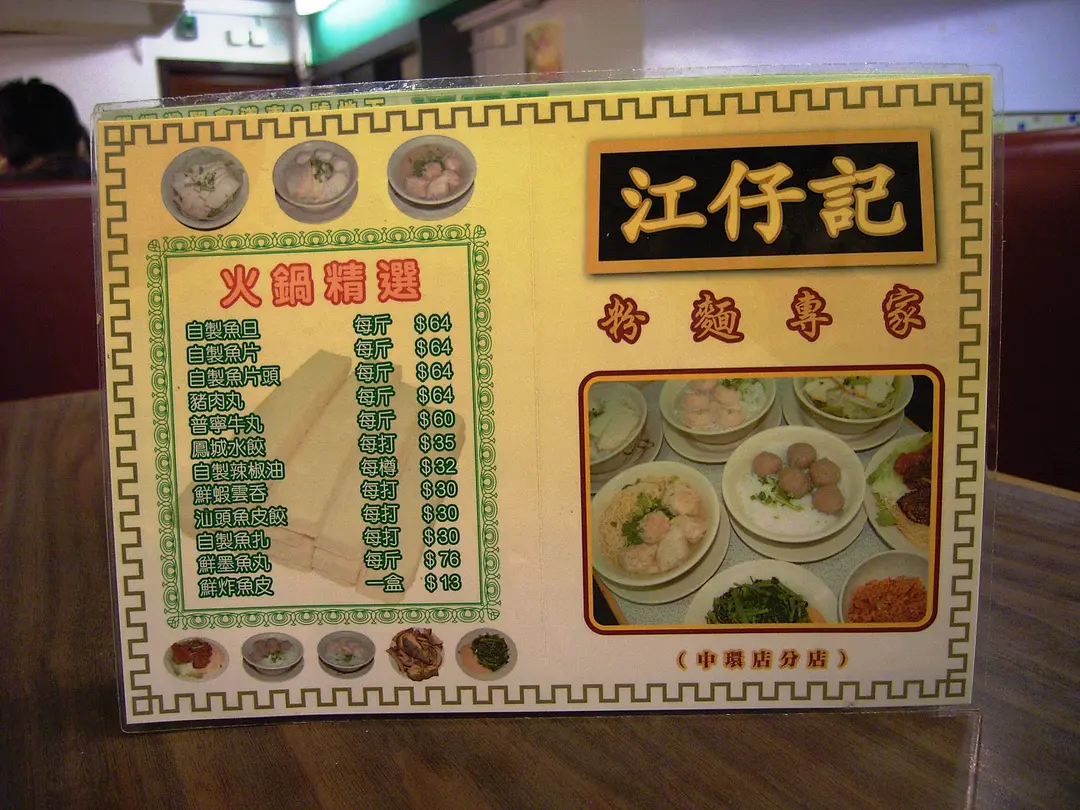 火鍋精選
自製魚旦 每斤 $64
自製魚片 每斤 $64
自製魚片頭 每斤 $64
豬肉丸 每斤 $64
普寧牛丸 每斤 $60
鳳城水餃 每打 $35
自製辣椒油 每樽 $32
鮮蝦雲吞 每打 $30
汕頭魚皮餃 每打 $30
自製魚扎 每打 $30
鮮墨魚丸 每斤 $76
鮮炸魚皮 一盒 $13
江仔記
粉麵專家
(中環店分店)